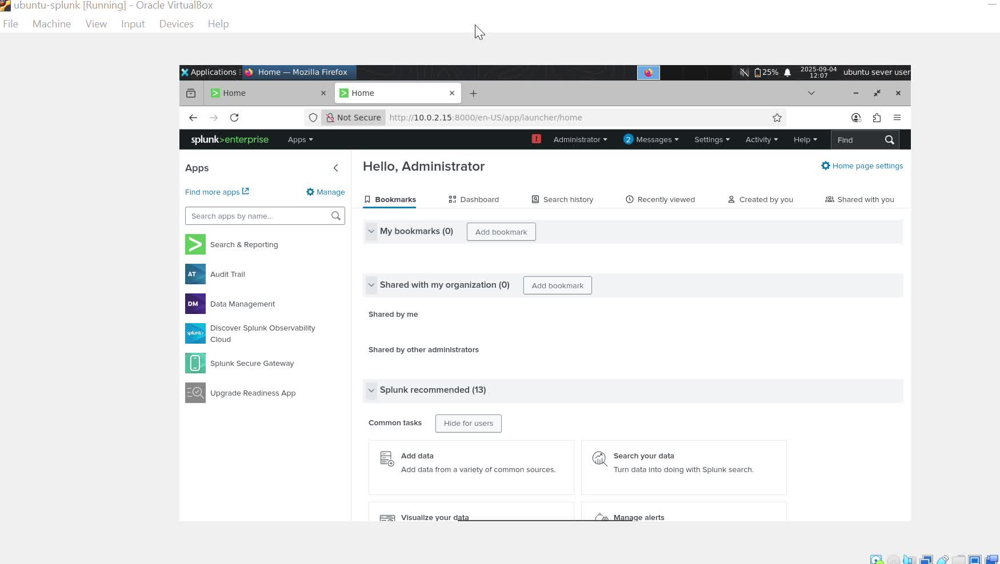 ubuntu-splunk [Running] - Oracle VirtualBox
File Machine View Input Devices Help
Applications Home — Mozilla Firefox 25% 2025-09-04 12:07 ubuntu sever user
Home Home
Not Secure http://10.0.2.15:8000/en-US/app/launcher/home
splunk>enterprise Apps Administrator 2 Messages Settings Activity Help Find
Apps
Find more apps Manage
Search apps by name...
Search & Reporting
AT Audit Trail
DM Data Management
splunk> Discover Splunk Observability
Cloud
Splunk Secure Gateway
Upgrade Readiness App
Hello, Administrator
Home page settings
Bookmarks Dashboard Search history Recently viewed Created by you Shared with you
My bookmarks (0) Add bookmark
Shared with my organization (0) Add bookmark
Shared by me
Shared by other administrators
Splunk recommended (13)
Common tasks Hide for users
Add data
Add data from a variety of common sources.
Search your data
Turn data into doing with Splunk search.
Visualize your data
Manage alerts